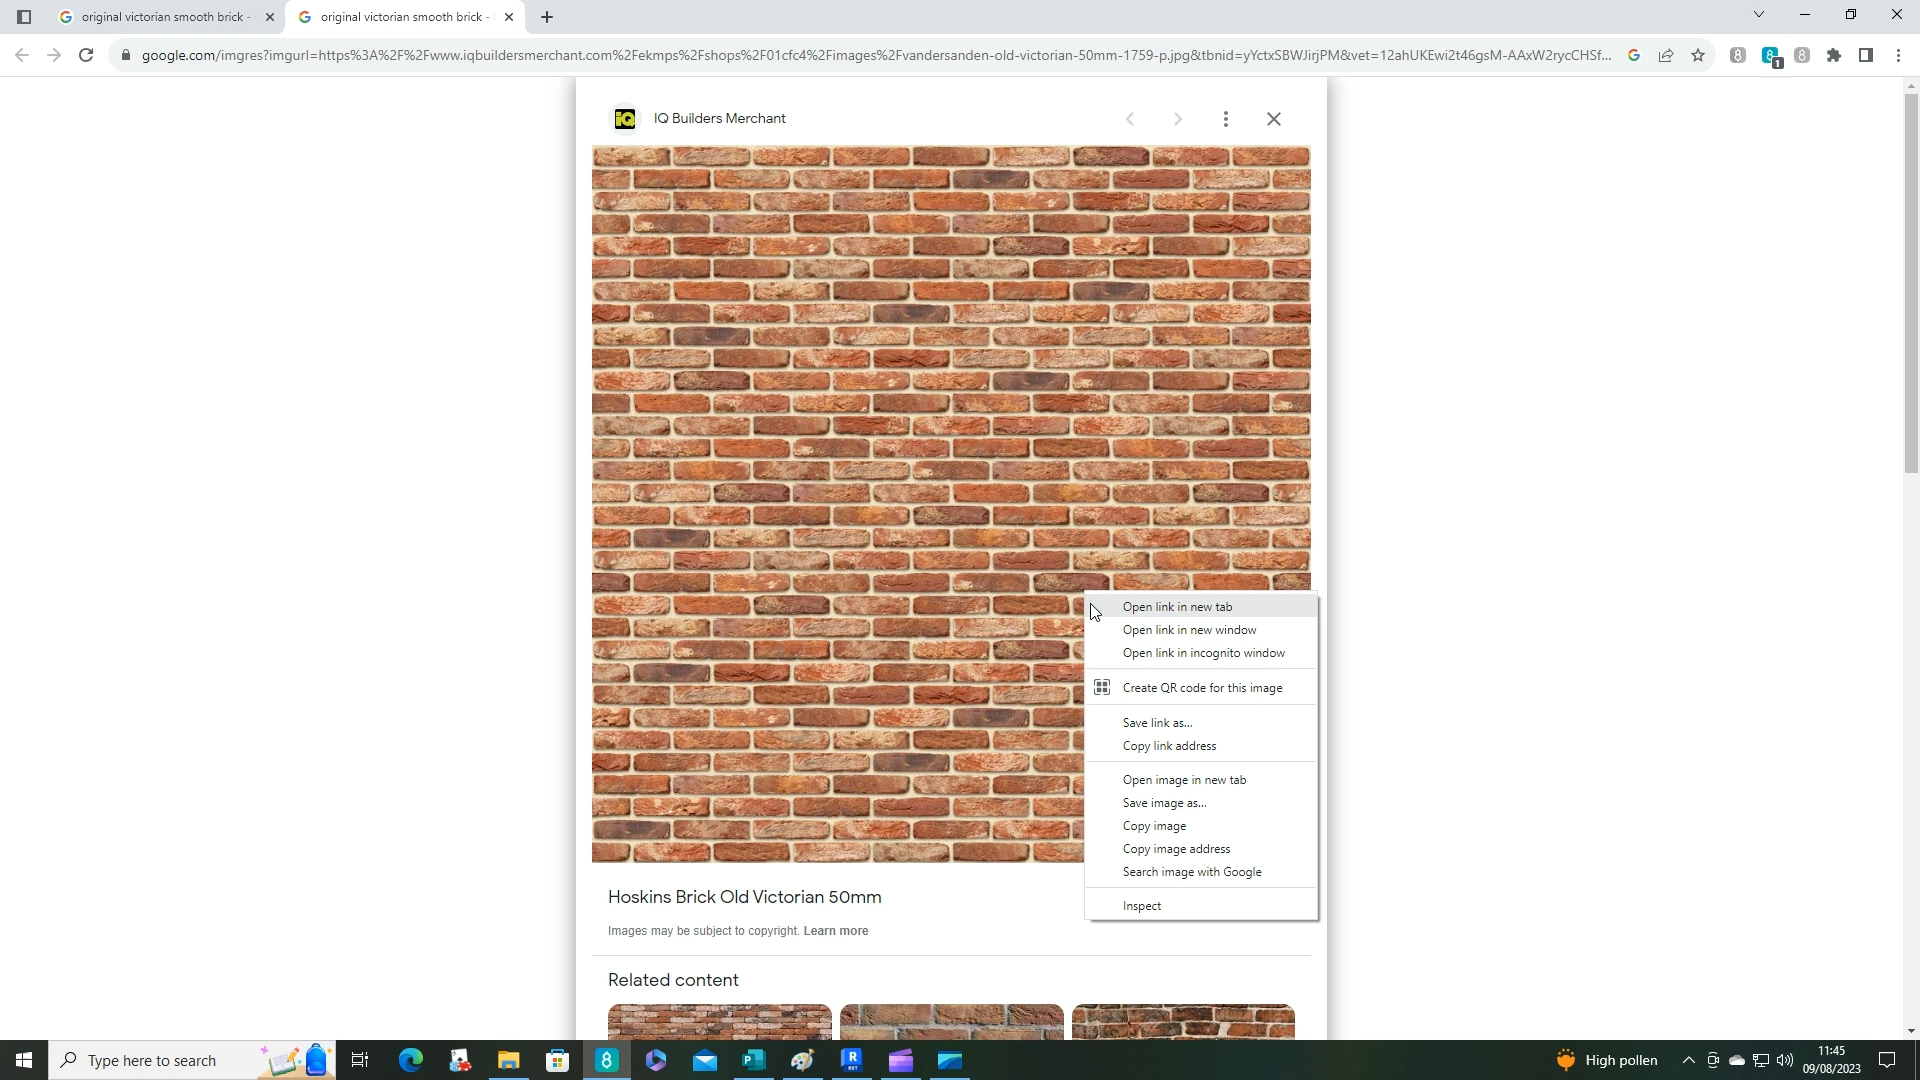 original victorian smooth brick -
original victorian smooth brick -
google.com/imgres?imgurl=https%3A%2F%2Fwww.iqbuildersmerchant.com%2Fekmps%2Fshops%2F01cfc4%2Fimages%2Fvandersanden-old-victorian-50mm-1759-p.jpg&tbnid=yYctxSBWJirjPM&vet=12ahUKEwi2t46gsM-AAxW2rycCHSf...
1
iQ IQ Builders Merchant
Open link in new tab
Open link in new window
Open link in incognito window
Create QR code for this image
Save link as...
Copy link address
Open image in new tab
Save image as...
Copy image
Copy image address
Search image with Google
Inspect
Hoskins Brick Old Victorian 50mm
Images may be subject to copyright. Learn more
Related content
Type here to search
High pollen
11:45
09/08/2023